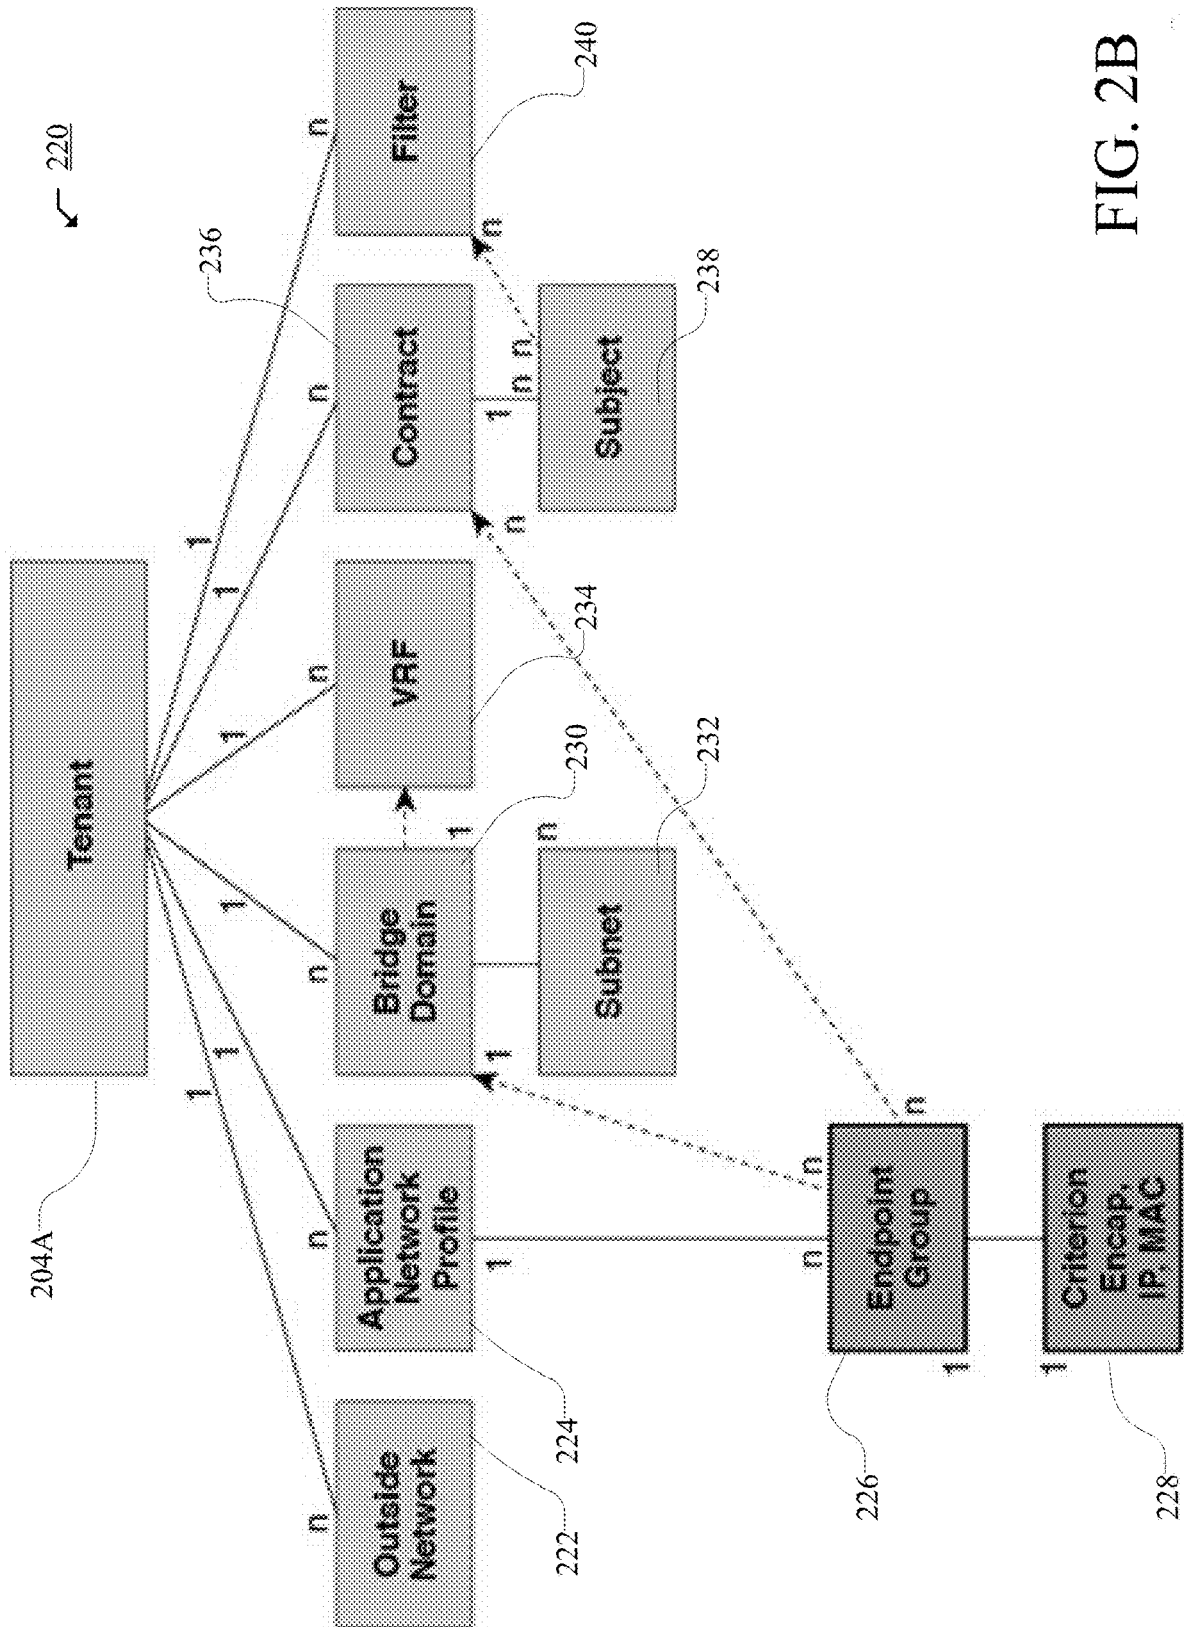 220
204A
Tenant
1
1
1
1
1
1
n
n
n
n
n
n
236
Outside
Network
Application
Network
Profile
Bridge
Domain
VRF
Contract
Filter
222
224
1
1
1
230
234
n
1
n
240
n
n
n
Subnet
232
Subject
238
n
n
n
Endpoint
Group
226
1
1
Criterion
Encap.
IP. MAC
228
FIG. 2B